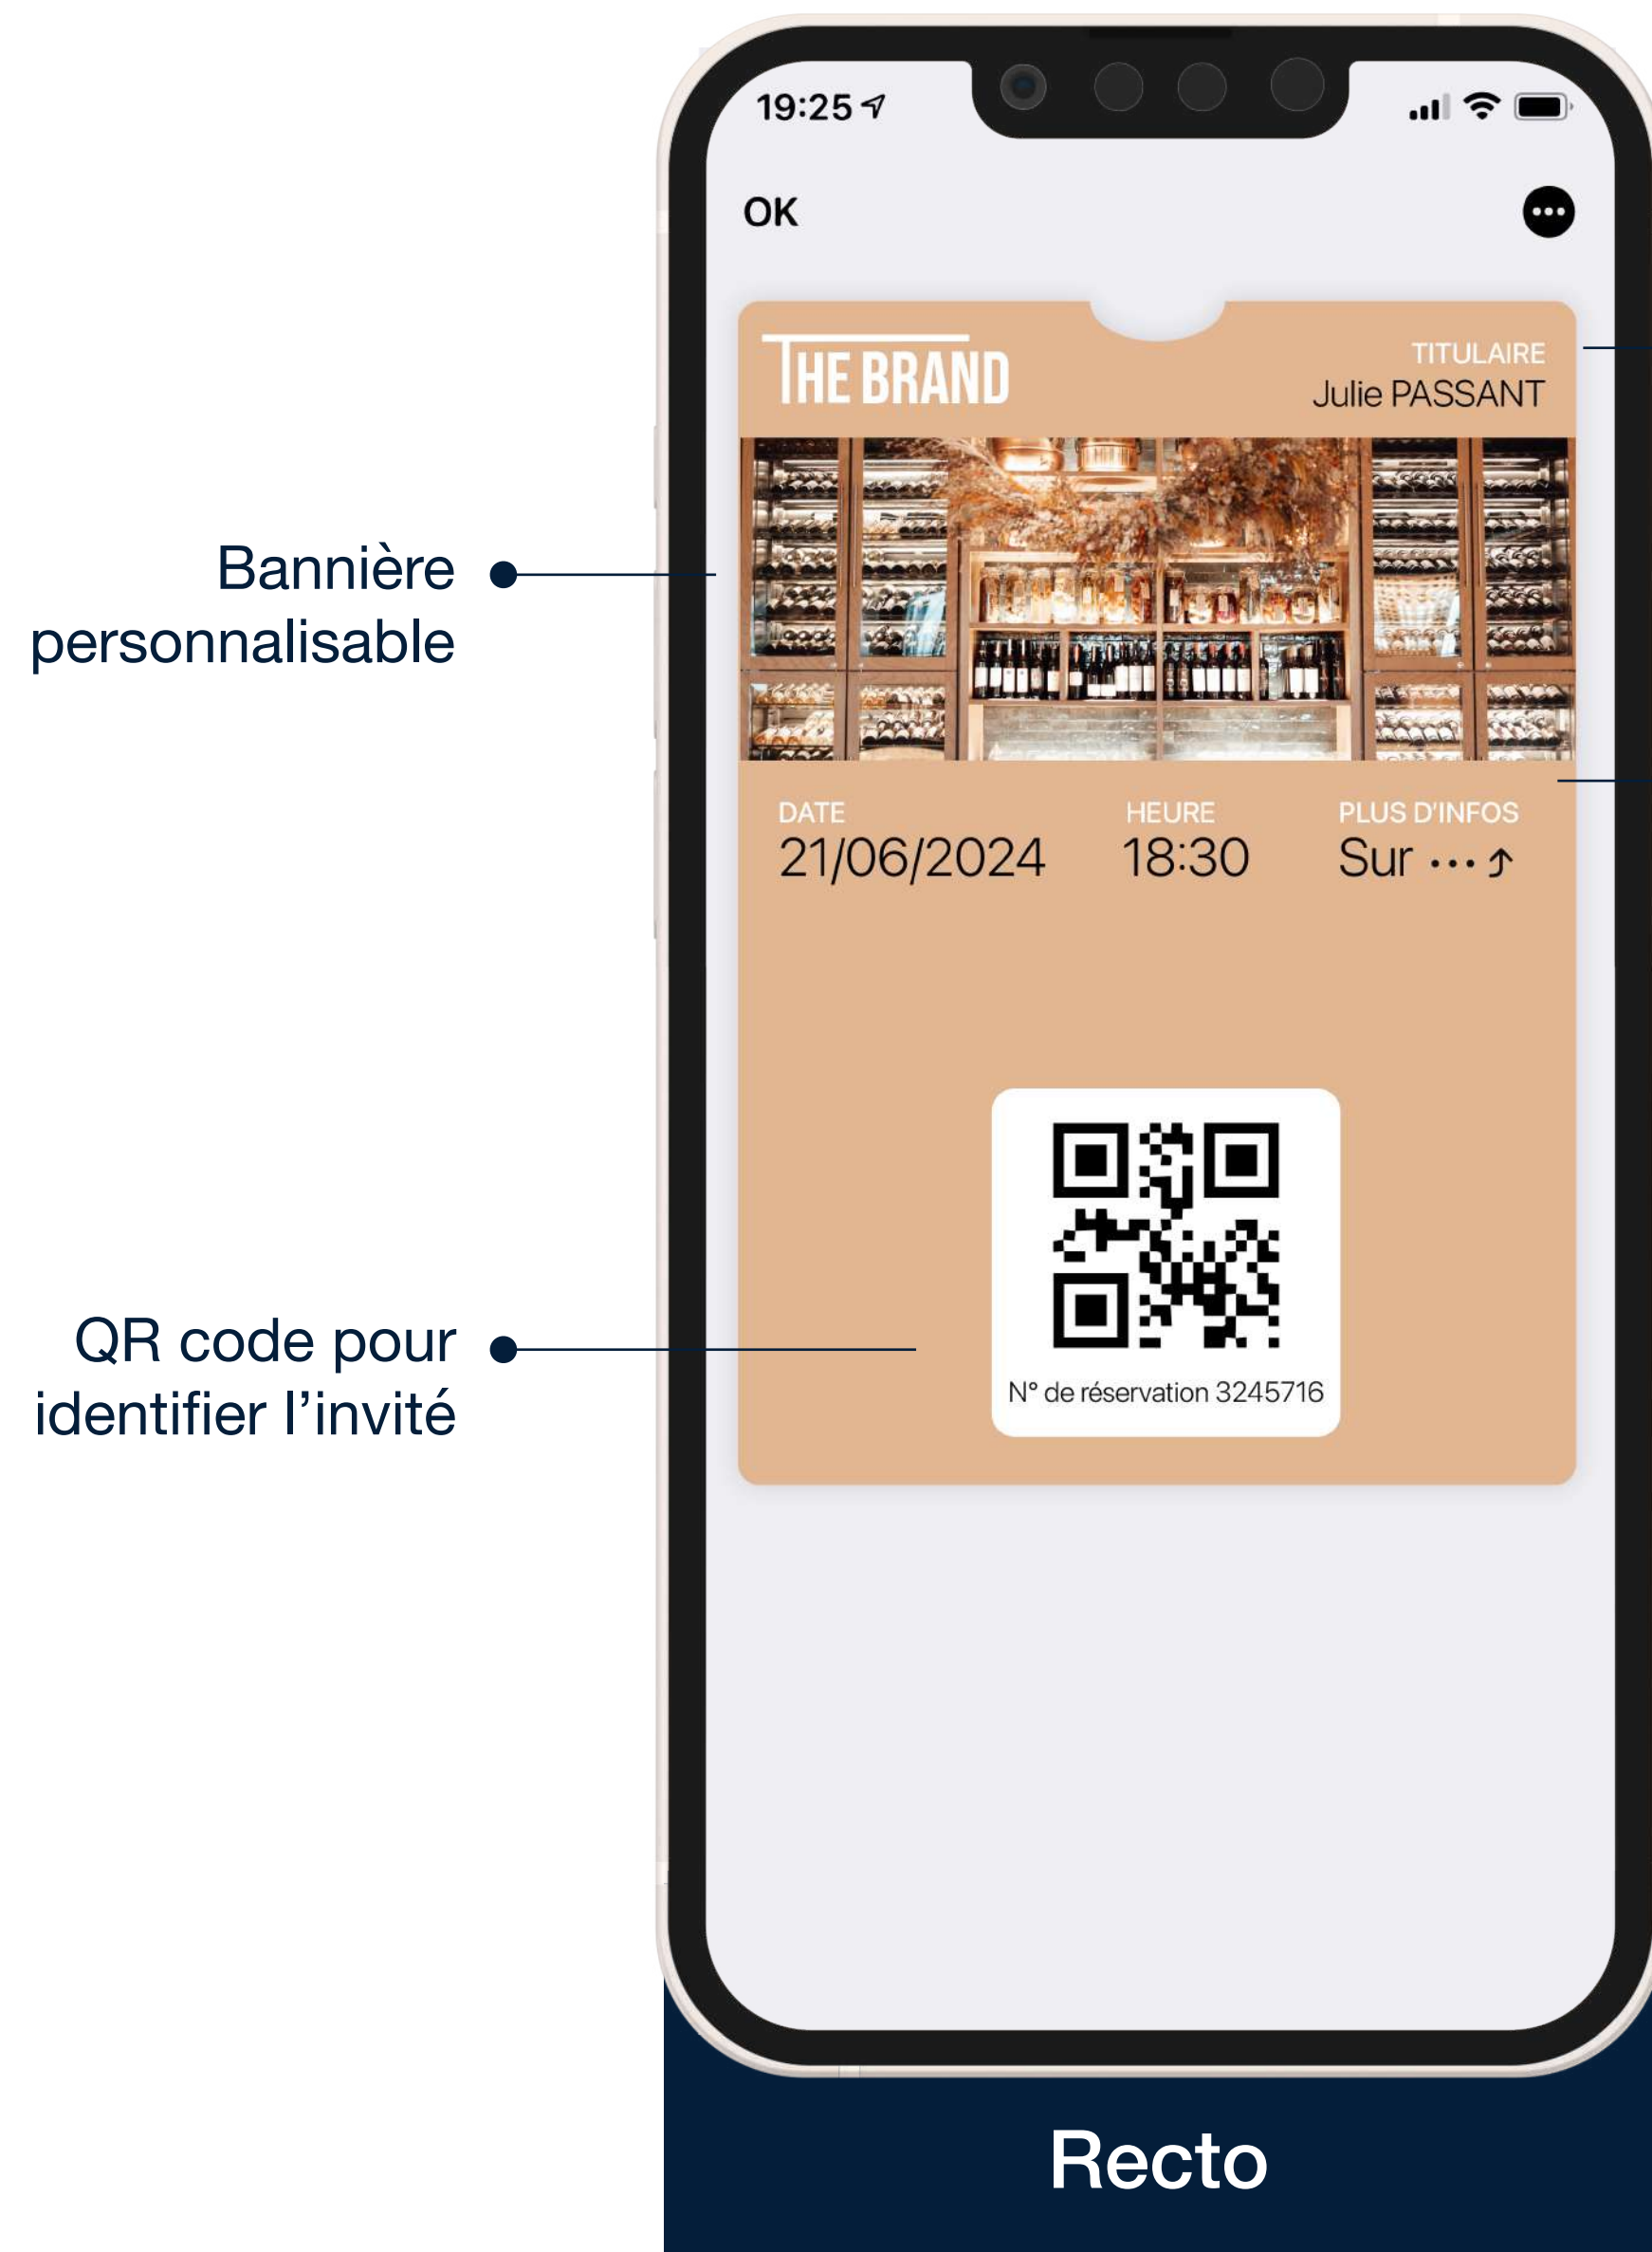 19:25
OK
THE BRAND
TITULAIRE
Julie PASSANT
Bannière
personnalisable
DATE HEURE PLUS D'INFOS
21/06/2024 18:30 Sur ...
QR code pour
identifier l’invité
N° de réservation 3245716
Recto